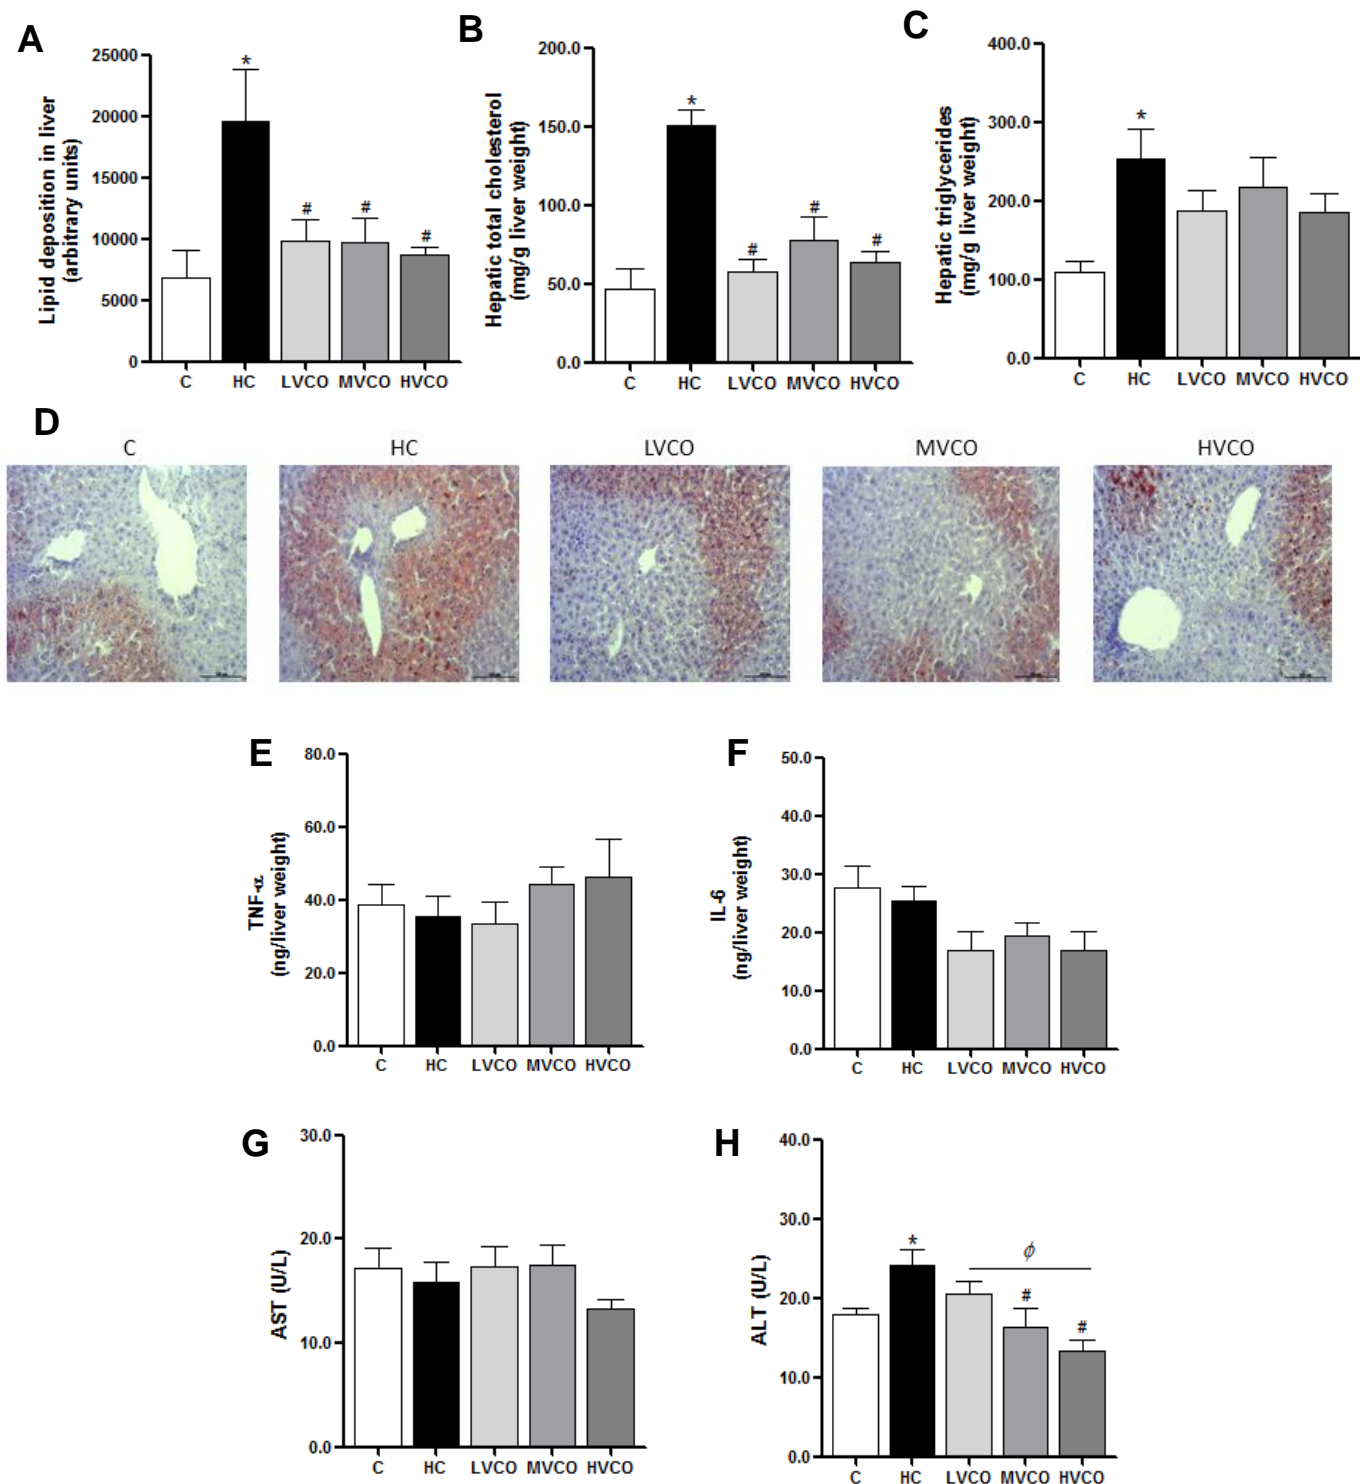 A
Lipid deposition in liver
(arbitrary units)
25000
20000
15000
10000
5000
0
*
#
#
#
C HC LVCO MVCO HVCO
B
Hepatic total cholesterol
(mg/g liver weight)
200.0
150.0
100.0
50.0
0.0
*
#
#
#
C HC LVCO MVCO HVCO
C
Hepatic triglycerides
(mg/g liver weight)
400.0
300.0
200.0
100.0
0.0
*
C HC LVCO MVCO HVCO
D
C HC LVCO MVCO HVCO
E
TNF-α
(ng/liver weight)
80.0
60.0
40.0
20.0
0.0
C HC LVCO MVCO HVCO
F
IL-6
(ng/liver weight)
50.0
40.0
30.0
20.0
10.0
0.0
C HC LVCO MVCO HVCO
G
AST (U/L)
30.0
20.0
10.0
0.0
C HC LVCO MVCO HVCO
H
ALT (U/L)
40.0
30.0
20.0
10.0
0.0
*
ϕ
#
#
C HC LVCO MVCO HVCO